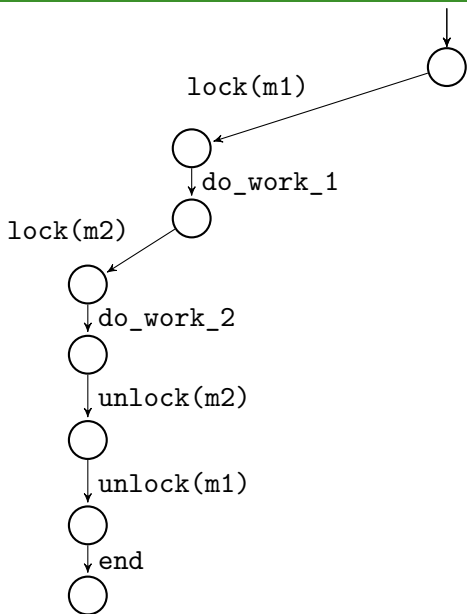 lock(m1)
do_work_1
lock(m2)
do_work_2
unlock(m2)
unlock(m1)
end